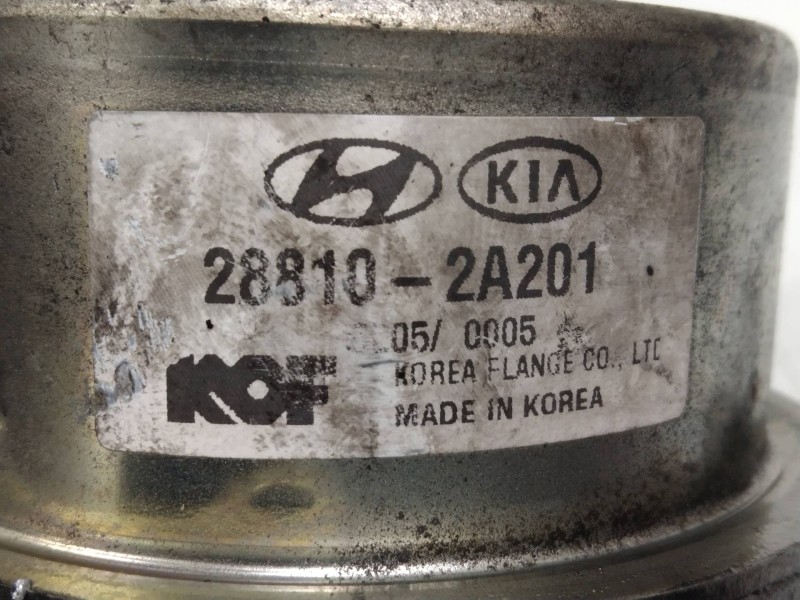 KIA
28810-2A201
05/ 0005 A
KOF
KOREA FLANGE CO., LTD
MADE IN KOREA